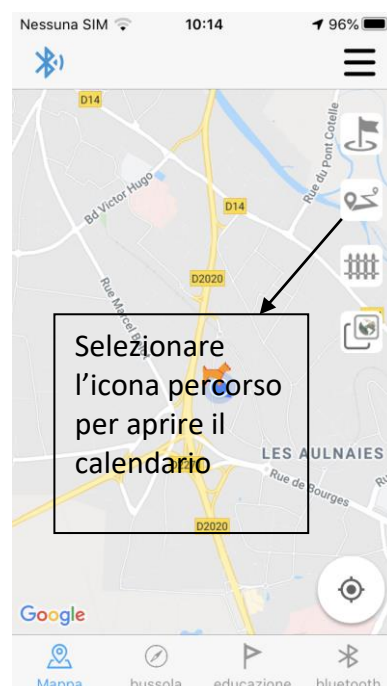 Nessuna SIM 10:14 96%
D14
Rue du Pont Cotelle
Bd Victor Hugo
D14
D2020
Rue Marcel B
Selezionare
l'icona percorso
per aprire il
calendario
LES AULNAIES
Rue de Bourges
Ru
D2020
Google
Mappa bussola educazione bluetooth